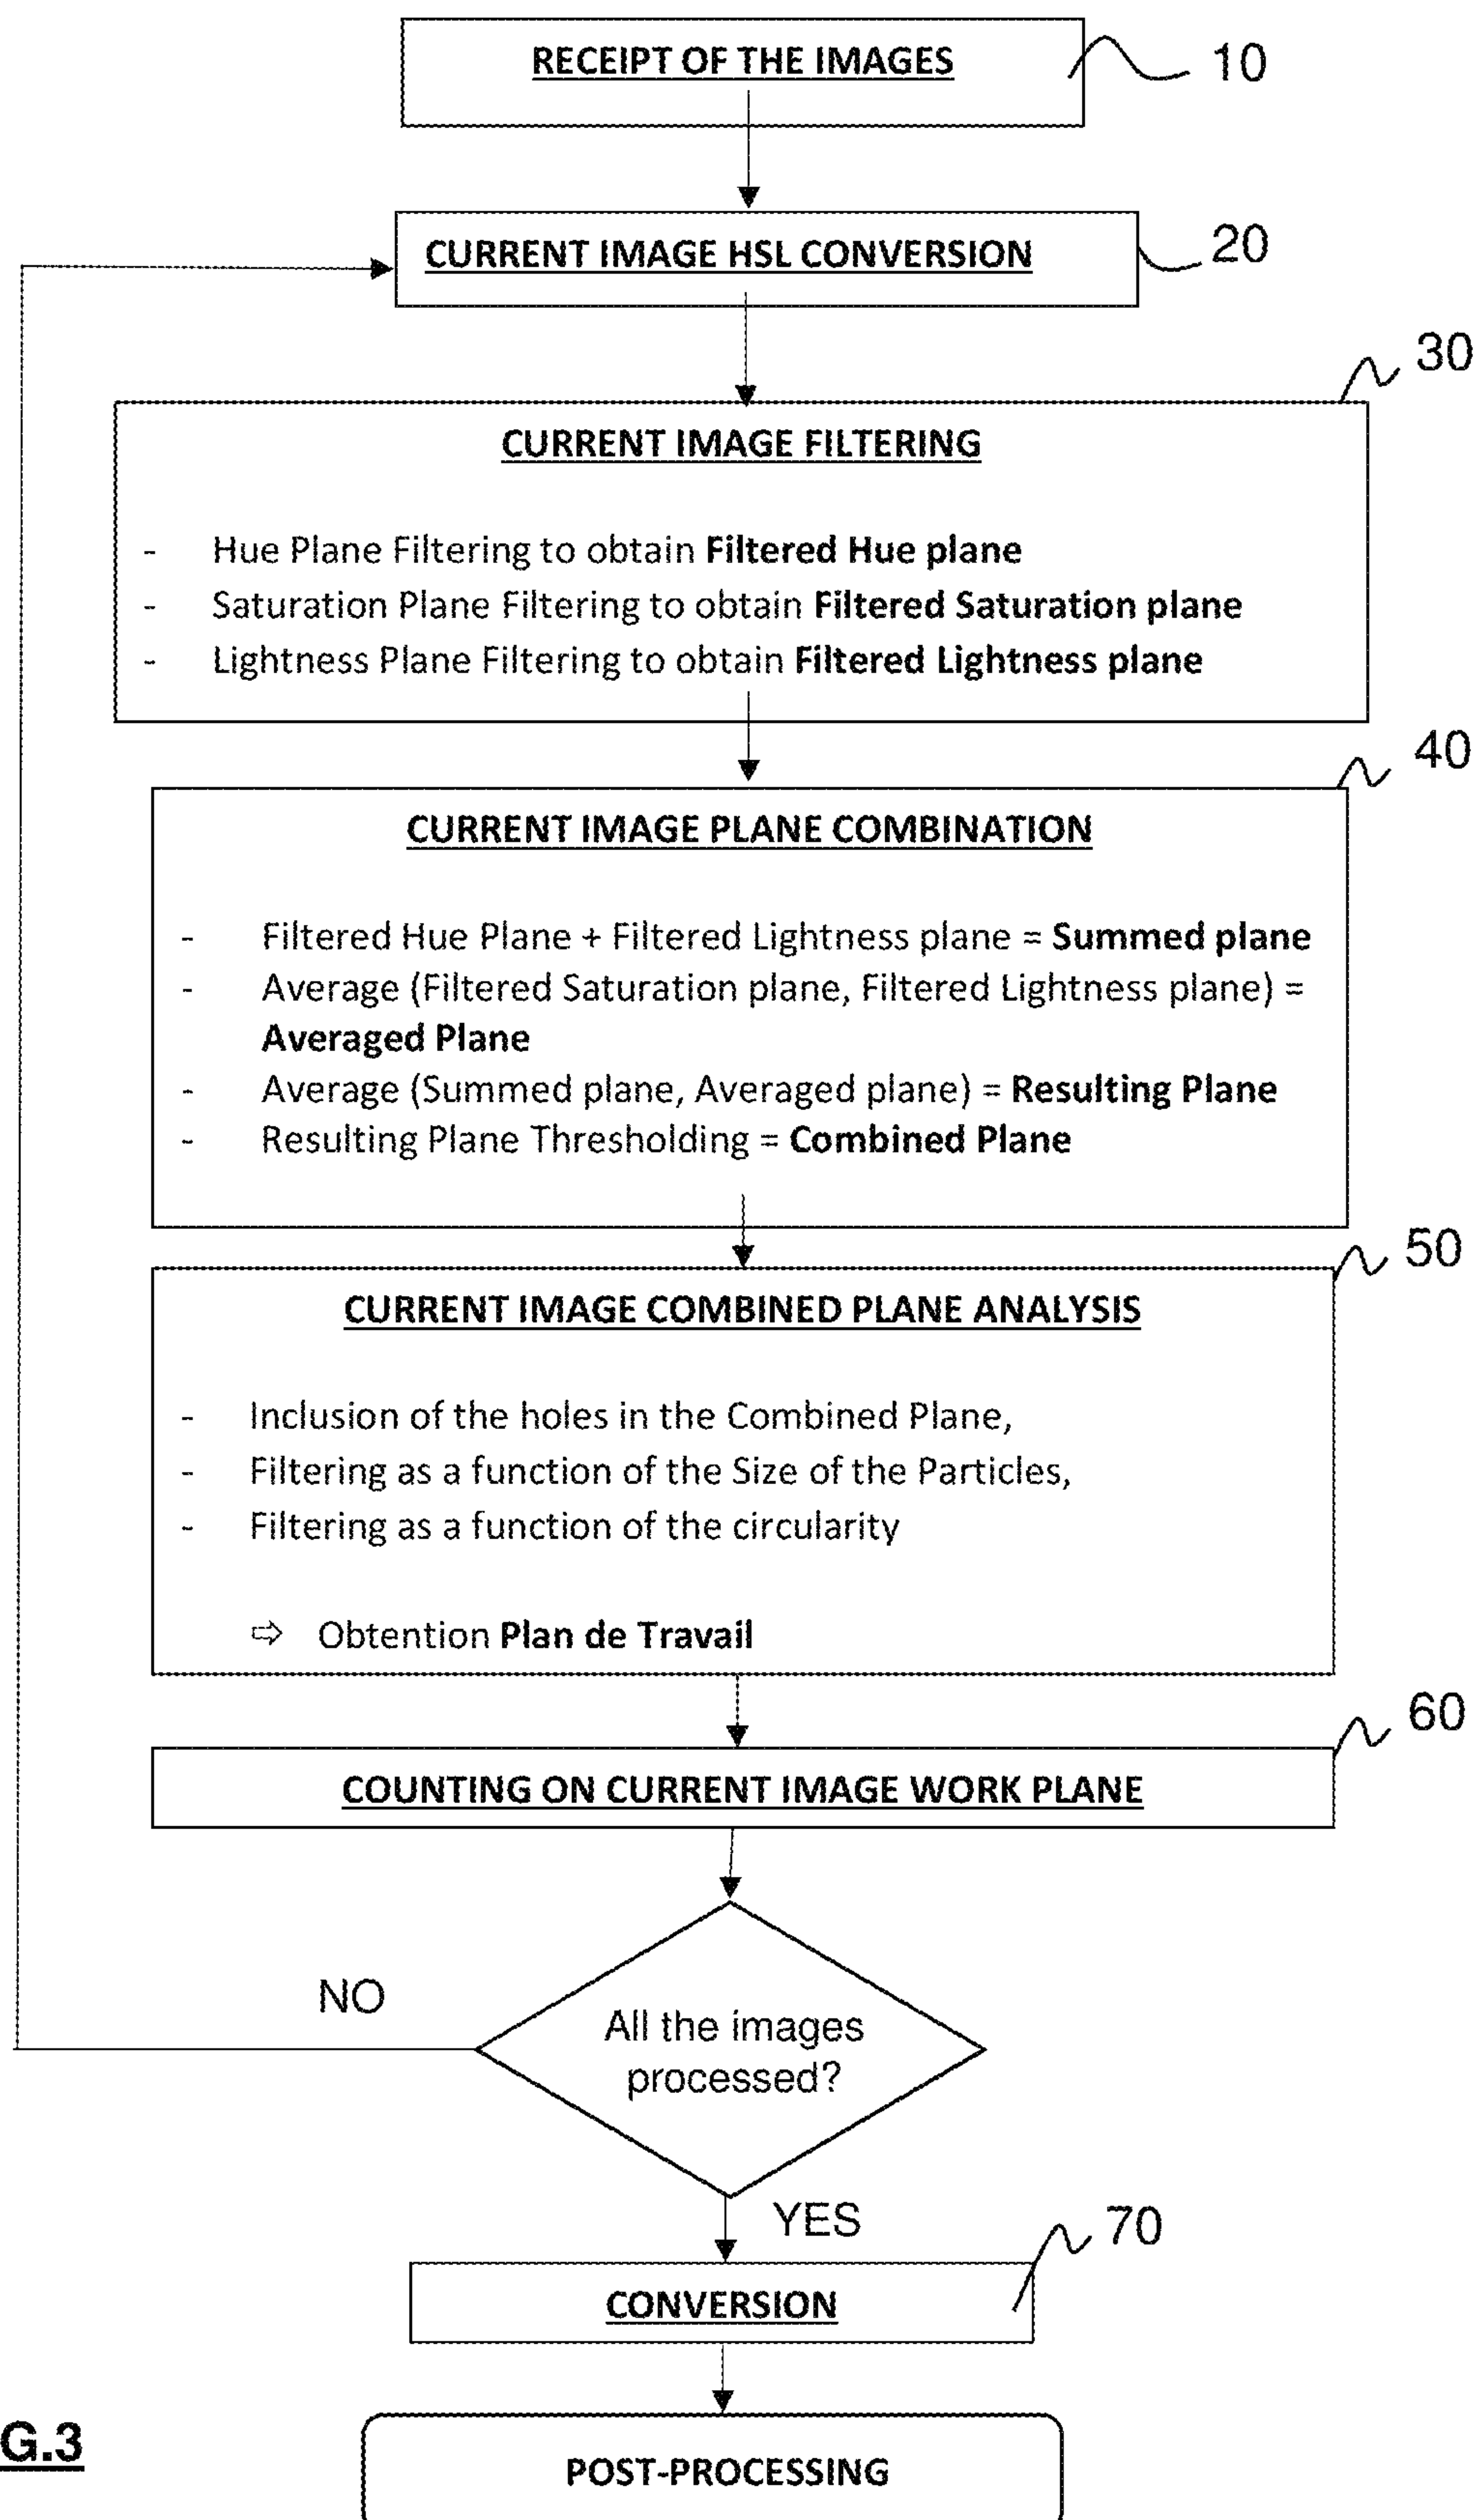 RECEIPT OF THE IMAGES
10
CURRENT IMAGE HSL CONVERSION
20
30
CURRENT IMAGE FILTERING
- Hue Plane Filtering to obtain Filtered Hue plane
- Saturation Plane Filtering to obtain Filtered Saturation plane
- Lightness Plane Filtering to obtain Filtered Lightness plane
40
CURRENT IMAGE PLANE COMBINATION
- Filtered Hue Plane + Filtered Lightness plane = Summed plane
- Average (Filtered Saturation plane, Filtered Lightness plane) =
Averaged Plane
- Average (Summed plane, Averaged plane) = Resulting Plane
- Resulting Plane Thresholding = Combined Plane
50
CURRENT IMAGE COMBINED PLANE ANALYSIS
- Inclusion of the holes in the Combined Plane,
- Filtering as a function of the Size of the Particles,
- Filtering as a function of the circularity
⇨ Obtention Plan de Travail
60
COUNTING ON CURRENT IMAGE WORK PLANE
NO
All the images
processed?
YES
70
CONVERSION
G.3
POST-PROCESSING